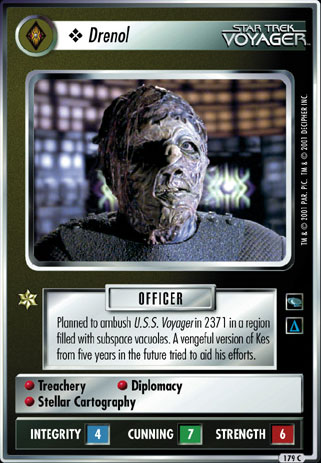 ❖ Drenol
STAR TREK
VOYAGER™
TM & © 2001 PAR. P.C. TM & © 2001 DECIPHER INC.
OFFICER
Planned to ambush U.S.S. Voyager in 2371 in a region
filled with subspace vacuoles. A vengeful version of Kes
from five years in the future tried to aid his efforts.
Treachery
Diplomacy
Stellar Cartography
INTEGRITY 4 CUNNING 7 STRENGTH 6
179 C